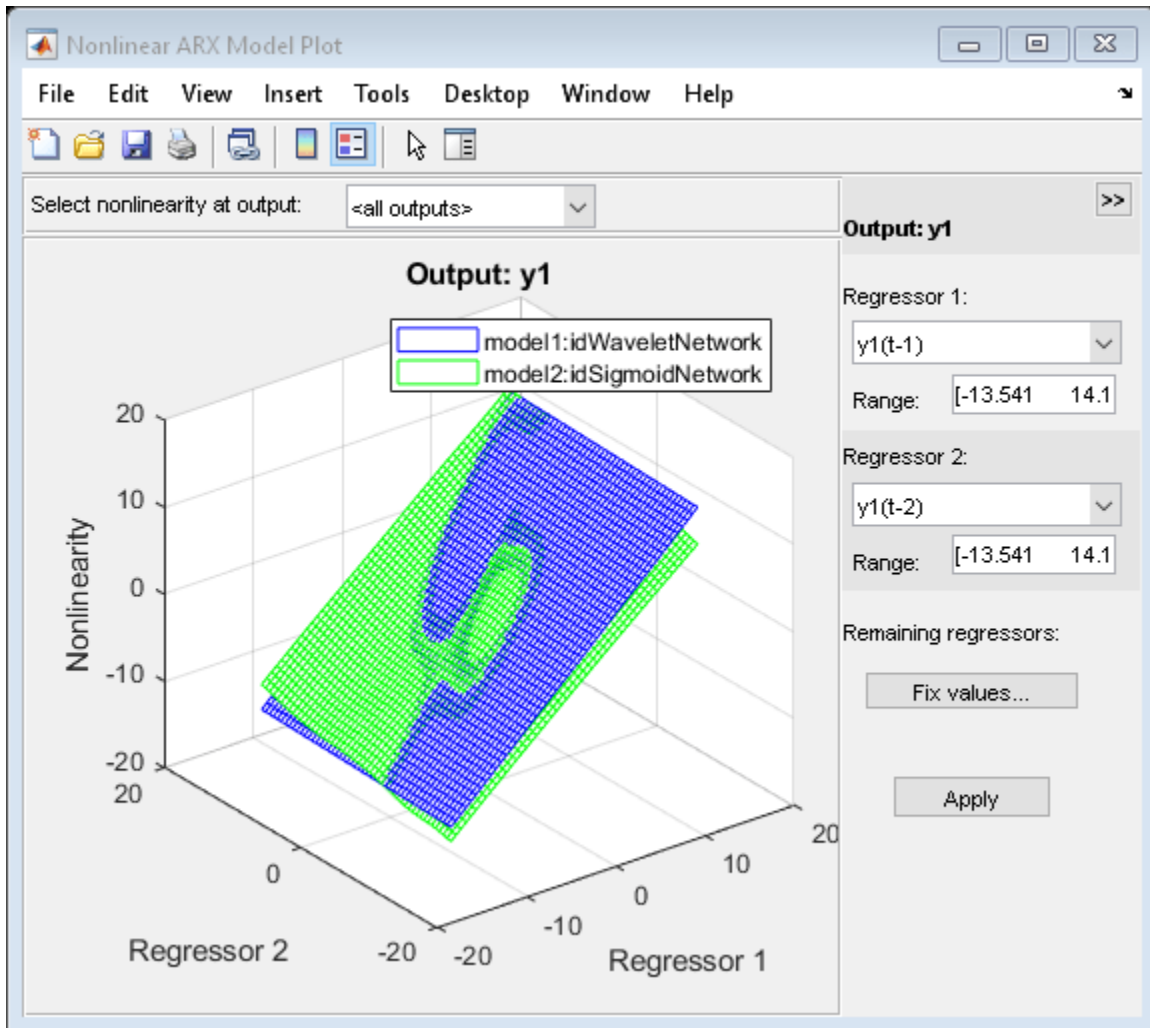 Nonlinear ARX Model Plot
File Edit View Insert Tools Desktop Window Help
Select nonlinearity at output: <all outputs>
>>
Output: y1
Output: y1
model1:idWaveletNetwork
model2:idSigmoidNetwork
20
10
0
-10
-20
Nonlinearity
20
0
-20
Regressor 2
-20
-10
0
10
20
Regressor 1
Regressor 1:
y1(t-1)
Range: [-13.541 14.1
Regressor 2:
y1(t-2)
Range: [-13.541 14.1
Remaining regressors:
Fix values...
Apply